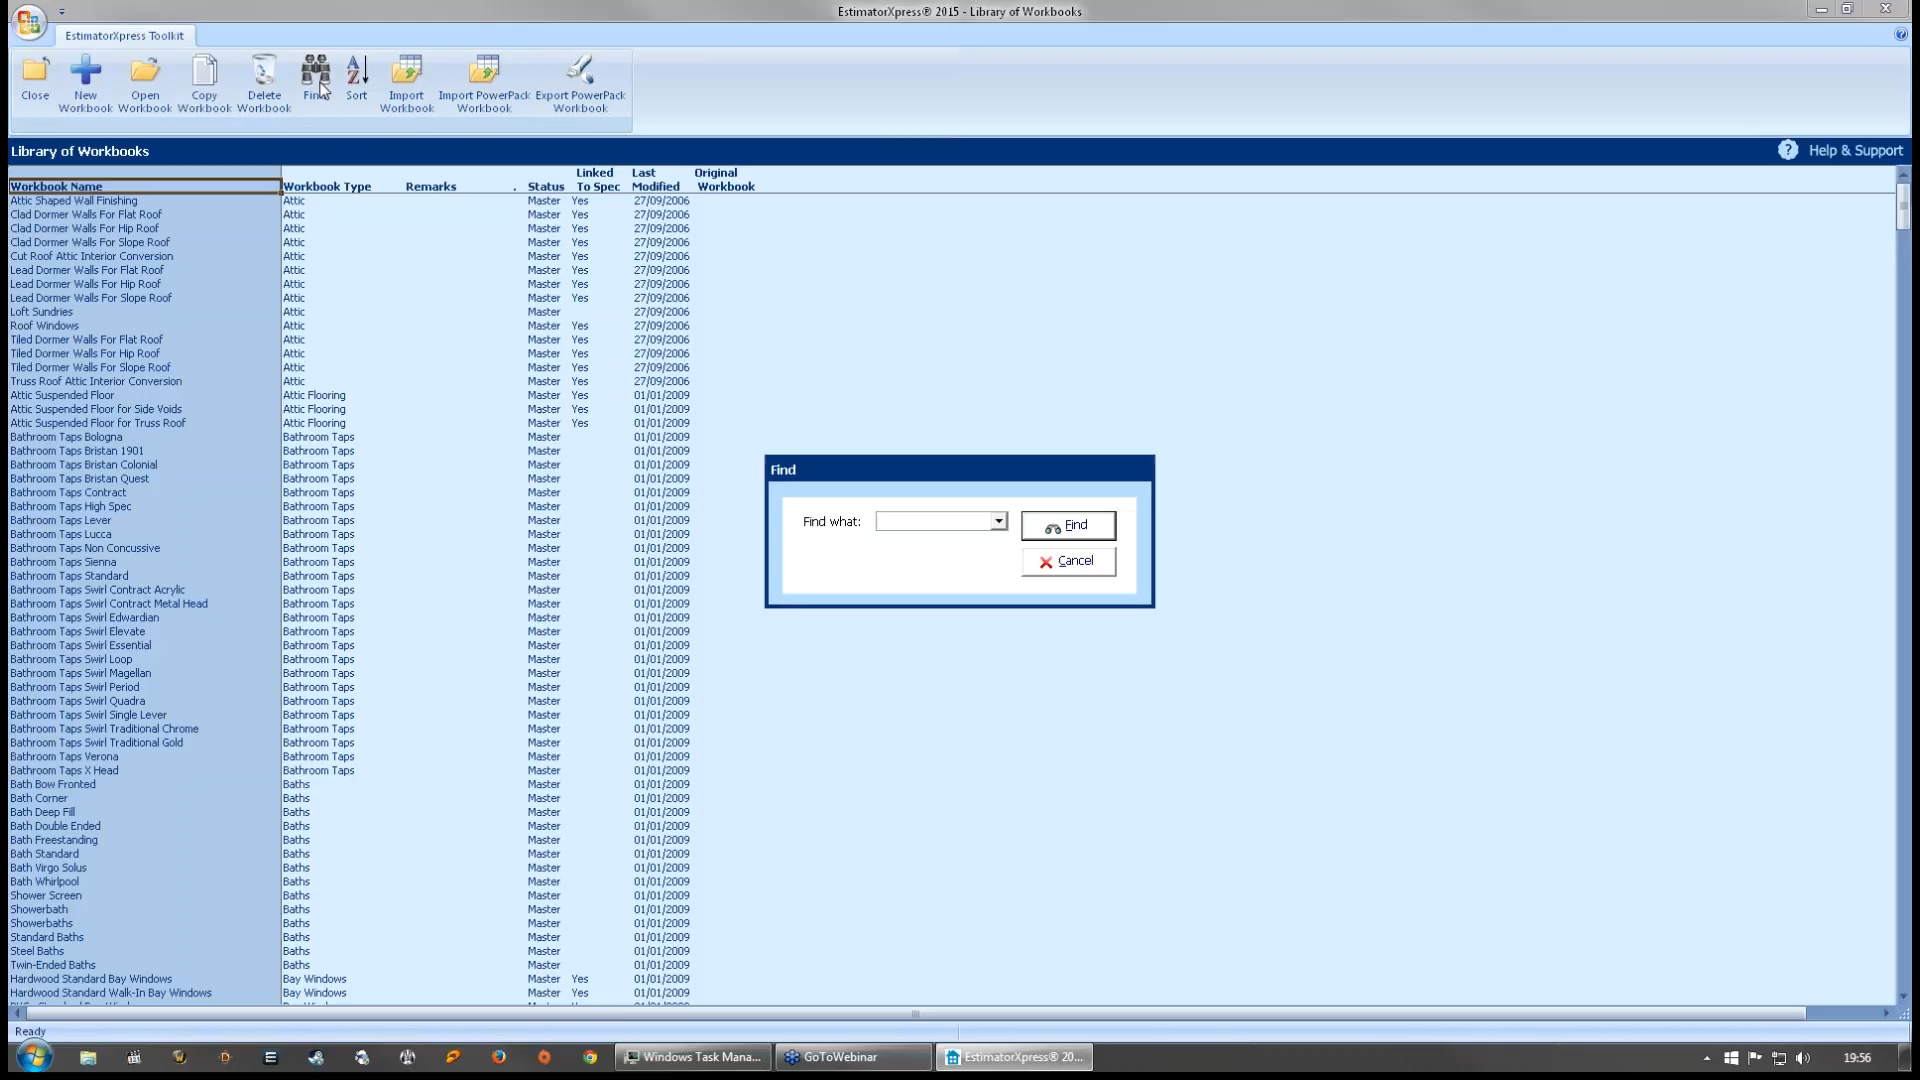 EstimatorXpress® 2015 - Library of Workbooks
EstimatorXpress Toolkit
Close
New Workbook
Open Workbook
Copy Workbook
Delete Workbook
Find
Sort
Import Workbook
Import PowerPack Workbook
Export PowerPack Workbook
Library of Workbooks
? Help & Support
Workbook Name Workbook Type Remarks . Status Linked To Spec Last Modified Original Workbook
Attic Shaped Wall Finishing Attic Master Yes 27/09/2006
Clad Dormer Walls For Flat Roof Attic Master Yes 27/09/2006
Clad Dormer Walls For Hip Roof Attic Master Yes 27/09/2006
Clad Dormer Walls For Slope Roof Attic Master Yes 27/09/2006
Cut Roof Attic Interior Conversion Attic Master Yes 27/09/2006
Lead Dormer Walls For Flat Roof Attic Master Yes 27/09/2006
Lead Dormer Walls For Hip Roof Attic Master Yes 27/09/2006
Lead Dormer Walls For Slope Roof Attic Master Yes 27/09/2006
Loft Sundries Attic Master 27/09/2006
Roof Windows Attic Master Yes 27/09/2006
Tiled Dormer Walls For Flat Roof Attic Master Yes 27/09/2006
Tiled Dormer Walls For Hip Roof Attic Master Yes 27/09/2006
Tiled Dormer Walls For Slope Roof Attic Master Yes 27/09/2006
Truss Roof Attic Interior Conversion Attic Master Yes 27/09/2006
Attic Suspended Floor Attic Flooring Master Yes 01/01/2009
Attic Suspended Floor for Side Voids Attic Flooring Master Yes 01/01/2009
Attic Suspended Floor for Truss Roof Attic Flooring Master Yes 01/01/2009
Bathroom Taps Bologna Bathroom Taps Master 01/01/2009
Bathroom Taps Bristan 1901 Bathroom Taps Master 01/01/2009
Bathroom Taps Bristan Colonial Bathroom Taps Master 01/01/2009
Bathroom Taps Bristan Quest Bathroom Taps Master 01/01/2009
Bathroom Taps Contract Bathroom Taps Master 01/01/2009
Bathroom Taps High Spec Bathroom Taps Master 01/01/2009
Bathroom Taps Lever Bathroom Taps Master 01/01/2009
Bathroom Taps Lucca Bathroom Taps Master 01/01/2009
Bathroom Taps Non Concussive Bathroom Taps Master 01/01/2009
Bathroom Taps Sienna Bathroom Taps Master 01/01/2009
Bathroom Taps Standard Bathroom Taps Master 01/01/2009
Bathroom Taps Swirl Contract Acrylic Bathroom Taps Master 01/01/2009
Bathroom Taps Swirl Contract Metal Head Bathroom Taps Master 01/01/2009
Bathroom Taps Swirl Edwardian Bathroom Taps Master 01/01/2009
Bathroom Taps Swirl Elevate Bathroom Taps Master 01/01/2009
Bathroom Taps Swirl Essential Bathroom Taps Master 01/01/2009
Bathroom Taps Swirl Loop Bathroom Taps Master 01/01/2009
Bathroom Taps Swirl Magellan Bathroom Taps Master 01/01/2009
Bathroom Taps Swirl Period Bathroom Taps Master 01/01/2009
Bathroom Taps Swirl Quadra Bathroom Taps Master 01/01/2009
Bathroom Taps Swirl Single Lever Bathroom Taps Master 01/01/2009
Bathroom Taps Swirl Traditional Chrome Bathroom Taps Master 01/01/2009
Bathroom Taps Swirl Traditional Gold Bathroom Taps Master 01/01/2009
Bathroom Taps Verona Bathroom Taps Master 01/01/2009
Bathroom Taps X Head Bathroom Taps Master 01/01/2009
Bath Bow Fronted Baths Master 01/01/2009
Bath Corner Baths Master 01/01/2009
Bath Deep Fill Baths Master 01/01/2009
Bath Double Ended Baths Master 01/01/2009
Bath Freestanding Baths Master 01/01/2009
Bath Standard Baths Master 01/01/2009
Bath Virgo Solus Baths Master 01/01/2009
Bath Whirlpool Baths Master 01/01/2009
Shower Screen Baths Master 01/01/2009
Showerbath Baths Master 01/01/2009
Showerbaths Baths Master 01/01/2009
Standard Baths Baths Master 01/01/2009
Steel Baths Baths Master 01/01/2009
Twin-Ended Baths Baths Master 01/01/2009
Hardwood Standard Bay Windows Bay Windows Master Yes 01/01/2009
Hardwood Standard Walk-In Bay Windows Bay Windows Master Yes 01/01/2009
Find
Find what:
Find
Cancel
Ready
Windows Task Mana...
GoToWebinar
EstimatorXpress® 20...
19:56